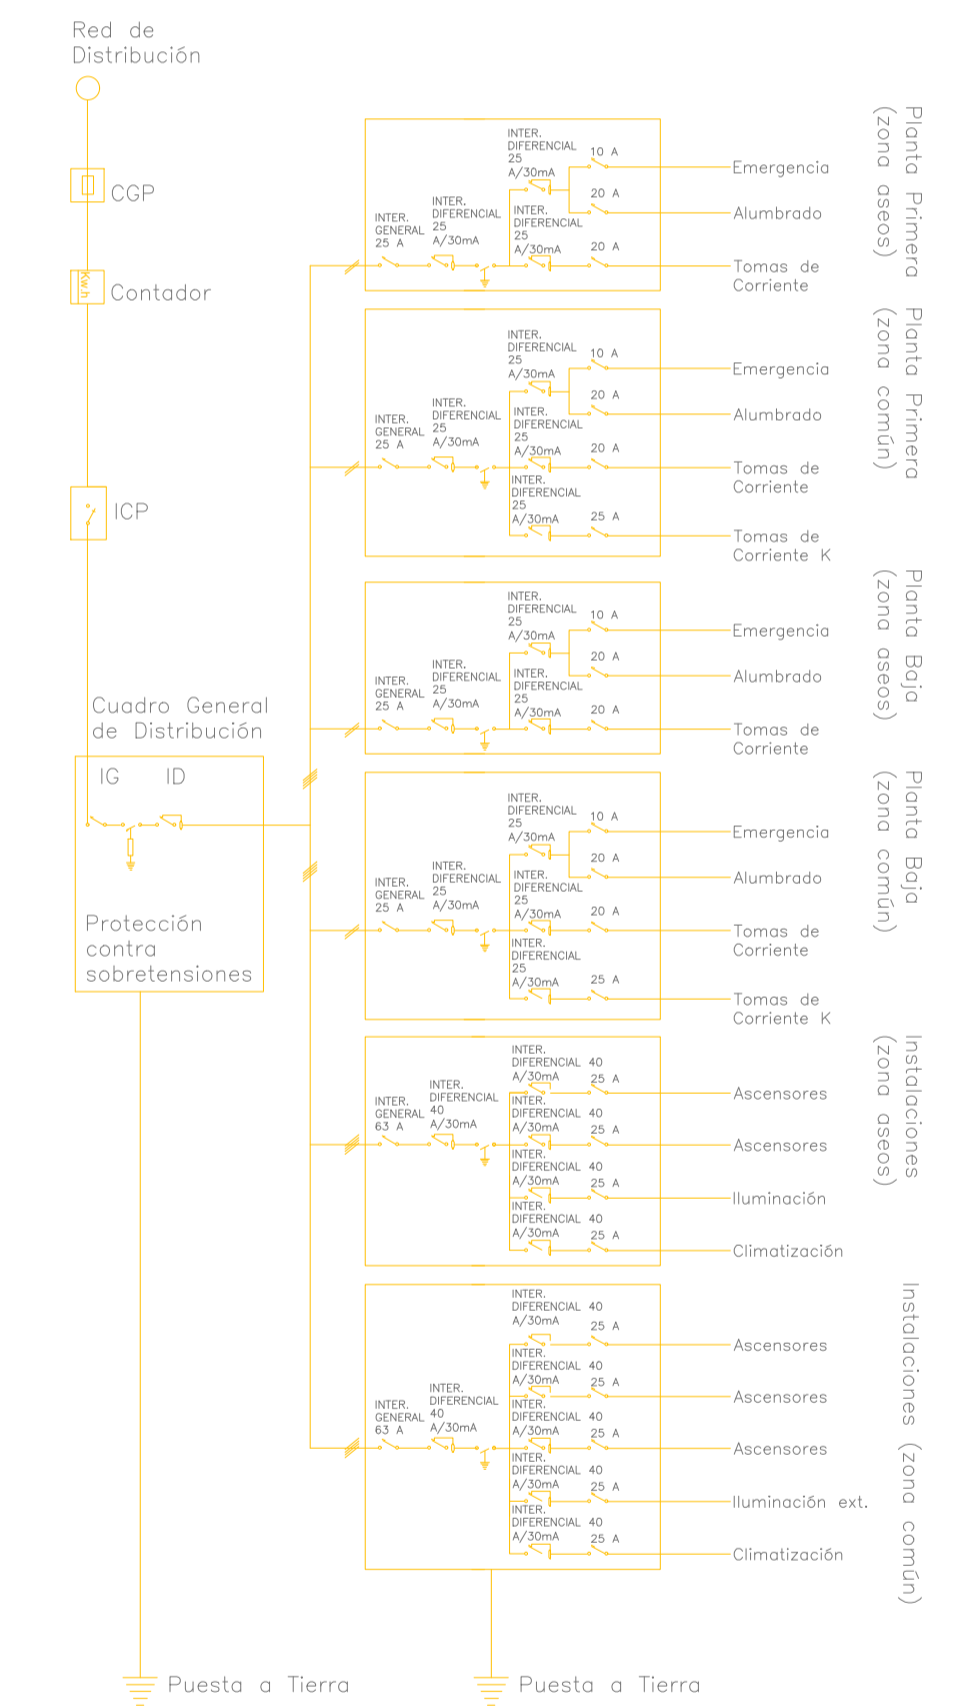 Red de
Distribución
CGP
Contador
ICP
Cuadro General
de Distribución
IG
ID
Protección
contra
sobretensiones
Puesta a Tierra
Kw.h
Planta Primera
(zona aseos)
INTER.
GENERAL
25 A
INTER.
DIFERENCIAL
25
A/30mA
INTER.
DIFERENCIAL
25
A/30mA
INTER.
DIFERENCIAL
25
A/30mA
10 A
20 A
20 A
Emergencia
Alumbrado
Tomas de
Corriente
Planta Primera
(zona común)
INTER.
GENERAL
25 A
INTER.
DIFERENCIAL
25
A/30mA
INTER.
DIFERENCIAL
25
A/30mA
INTER.
DIFERENCIAL
25
A/30mA
INTER.
DIFERENCIAL
25
A/30mA
10 A
20 A
20 A
25 A
Emergencia
Alumbrado
Tomas de
Corriente
Tomas de
Corriente K
Planta Baja
(zona aseos)
INTER.
GENERAL
25 A
INTER.
DIFERENCIAL
25
A/30mA
INTER.
DIFERENCIAL
25
A/30mA
INTER.
DIFERENCIAL
25
A/30mA
10 A
20 A
20 A
Emergencia
Alumbrado
Tomas de
Corriente
Planta Baja
(zona común)
INTER.
GENERAL
25 A
INTER.
DIFERENCIAL
25
A/30mA
INTER.
DIFERENCIAL
25
A/30mA
INTER.
DIFERENCIAL
25
A/30mA
INTER.
DIFERENCIAL
25
A/30mA
10 A
20 A
20 A
25 A
Emergencia
Alumbrado
Tomas de
Corriente
Tomas de
Corriente K
Instalaciones
(zona aseos)
INTER.
GENERAL
63 A
INTER.
DIFERENCIAL
40
A/30mA
INTER.
DIFERENCIAL 40
A/30mA
INTER.
DIFERENCIAL 40
A/30mA
INTER.
DIFERENCIAL 40
A/30mA
INTER.
DIFERENCIAL 40
A/30mA
25 A
25 A
25 A
25 A
Ascensores
Ascensores
Iluminación
Climatización
Instalaciones (zona común)
INTER.
GENERAL
63 A
INTER.
DIFERENCIAL
40
A/30mA
INTER.
DIFERENCIAL 40
A/30mA
INTER.
DIFERENCIAL 40
A/30mA
INTER.
DIFERENCIAL 40
A/30mA
INTER.
DIFERENCIAL 40
A/30mA
INTER.
DIFERENCIAL 40
A/30mA
25 A
25 A
25 A
25 A
25 A
Ascensores
Ascensores
Ascensores
Iluminación ext.
Climatización
Puesta a Tierra